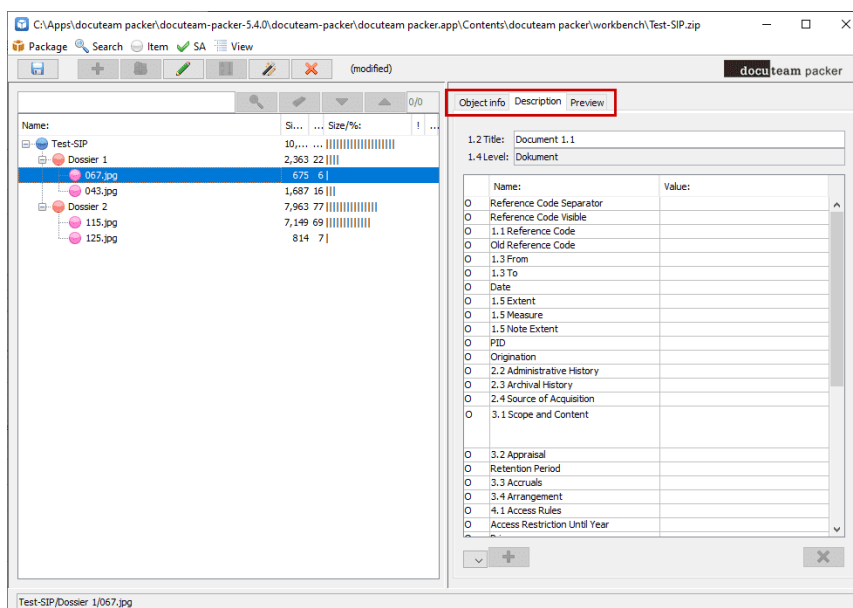 C:\Apps\docuteam packer\docuteam-packer-5.4.0\docuteam-packer\docuteam packer.app\Contents\docuteam packer\workbench\Test-SIP.zip
Package Search Item SA View
(modified)
docuteam packer
0/0
Object info Description Preview
Name: Si... ... Size/%: ! ...
Test-SIP 10,... ...
Dossier 1 2,363 22
067.jpg 675 6
043.jpg 1,687 16
Dossier 2 7,963 77
115.jpg 7,149 69
125.jpg 814 7
1.2 Title: Document 1.1
1.4 Level: Dokument
Name: Value:
O Reference Code Separator
O Reference Code Visible
O 1.1 Reference Code
O Old Reference Code
O 1.3 From
O 1.3 To
O Date
O 1.5 Extent
O 1.5 Measure
O 1.5 Note Extent
O PID
O Origination
O 2.2 Administrative History
O 2.3 Archival History
O 2.4 Source of Acquisition
O 3.1 Scope and Content
O 3.2 Appraisal
O Retention Period
O 3.3 Accruals
O 3.4 Arrangement
O 4.1 Access Rules
O Access Restriction Until Year
Test-SIP/Dossier 1/067.jpg